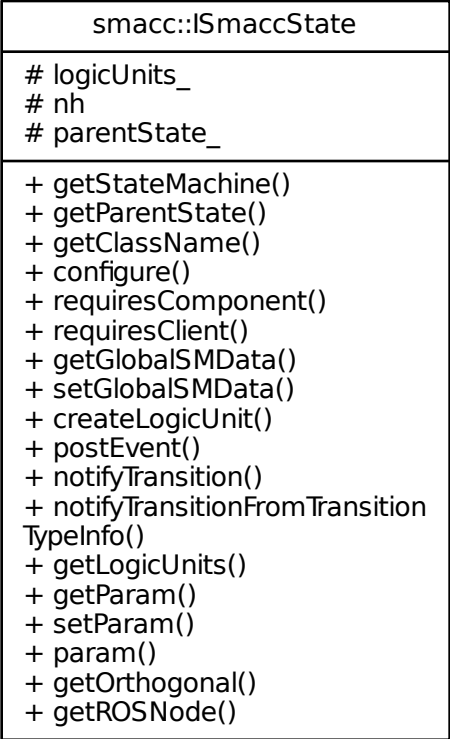 smacc::ISmaccState
# logicUnits_
# nh
# parentState_
+ getStateMachine()
+ getParentState()
+ getClassName()
+ configure()
+ requiresComponent()
+ requiresClient()
+ getGlobalSMData()
+ setGlobalSMData()
+ createLogicUnit()
+ postEvent()
+ notifyTransition()
+ notifyTransitionFromTransition
TypeInfo()
+ getLogicUnits()
+ getParam()
+ setParam()
+ param()
+ getOrthogonal()
+ getROSNode()